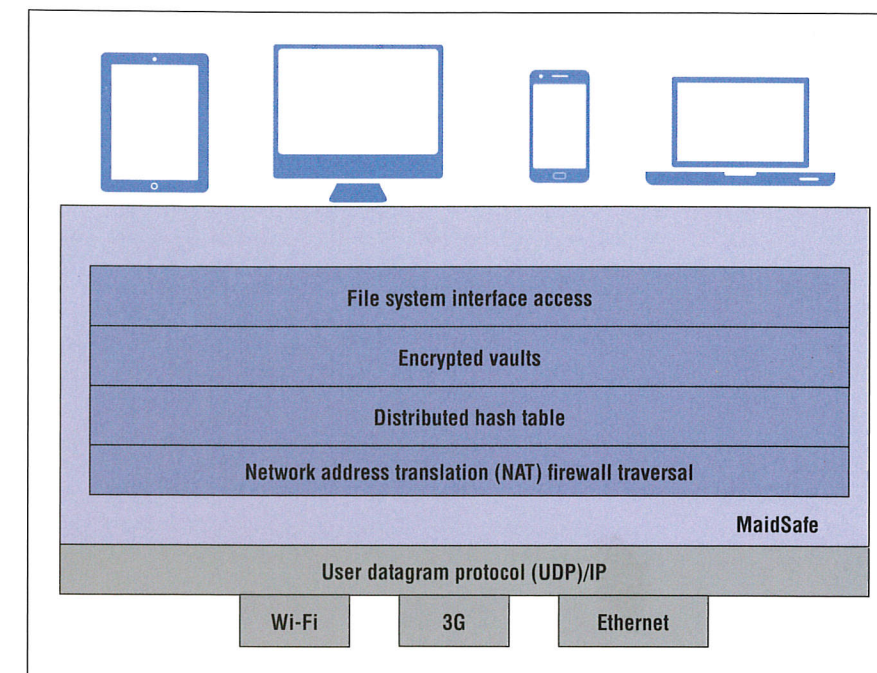 File system interface access
Encrypted vaults
Distributed hash table
Network address translation (NAT) firewall traversal
MaidSafe
User datagram protocol (UDP)/IP
Wi-Fi
3G
Ethernet